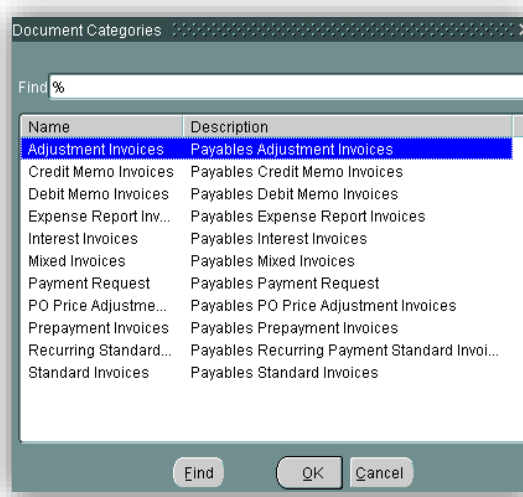 Document Categories
Find %
Name Description
Adjustment Invoices Payables Adjustment Invoices
Credit Memo Invoices Payables Credit Memo Invoices
Debit Memo Invoices Payables Debit Memo Invoices
Expense Report Inv... Payables Expense Report Invoices
Interest Invoices Payables Interest Invoices
Mixed Invoices Payables Mixed Invoices
Payment Request Payables Payment Request
PO Price Adjustme... Payables PO Price Adjustment Invoices
Prepayment Invoices Payables Prepayment Invoices
Recurring Standard... Payables Recurring Payment Standard Invoi...
Standard Invoices Payables Standard Invoices
Find OK Cancel